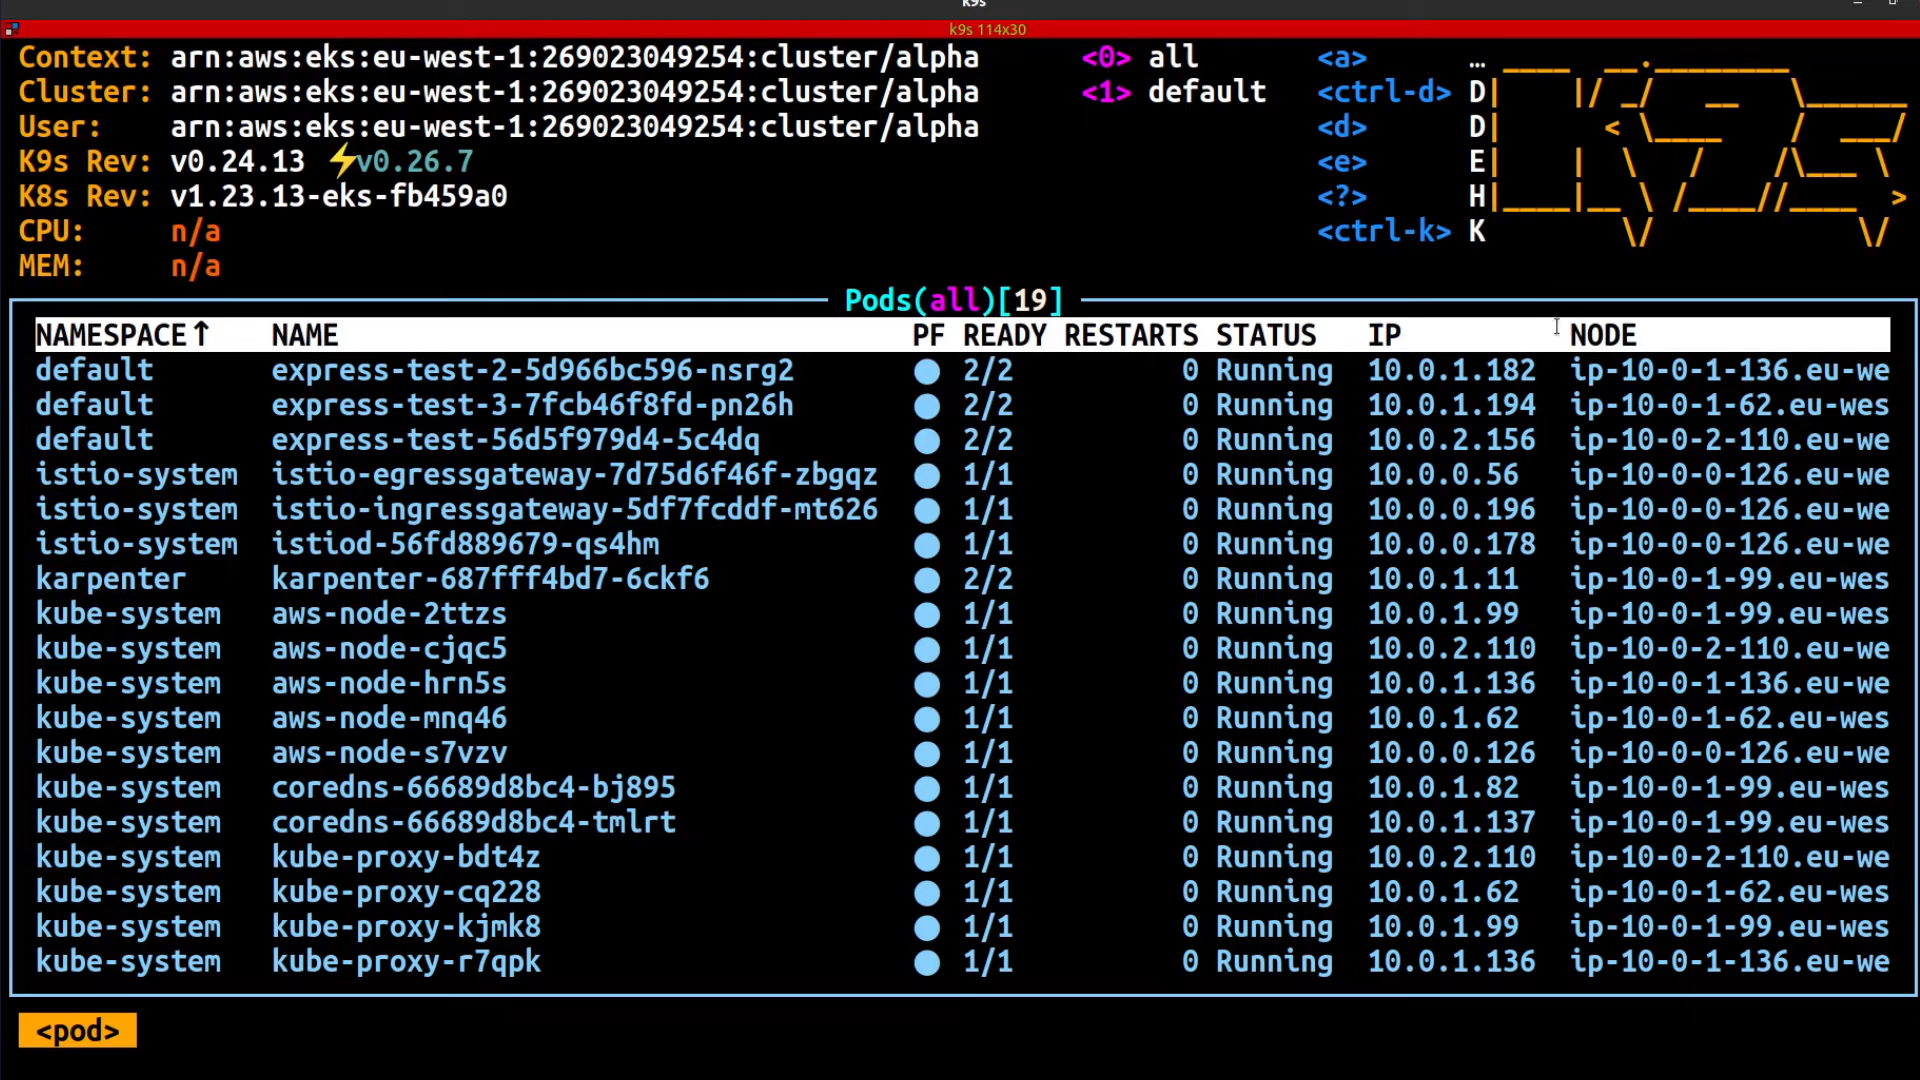 k9s
k9s 114x30
Context: arn:aws:eks:eu-west-1:269023049254:cluster/alpha <0> all <a> …
Cluster: arn:aws:eks:eu-west-1:269023049254:cluster/alpha <1> default <ctrl-d> D
User: arn:aws:eks:eu-west-1:269023049254:cluster/alpha <d> D
K9s Rev: v0.24.13 ⚡v0.26.7 <e> E
K8s Rev: v1.23.13-eks-fb459a0 <?> H
CPU: n/a <ctrl-k> K
MEM: n/a
Pods(all)[19]
NAMESPACE↑ NAME PF READY RESTARTS STATUS IP NODE
default express-test-2-5d966bc596-nsrg2 ● 2/2 0 Running 10.0.1.182 ip-10-0-1-136.eu-we
default express-test-3-7fcb46f8fd-pn26h ● 2/2 0 Running 10.0.1.194 ip-10-0-1-62.eu-wes
default express-test-56d5f979d4-5c4dq ● 2/2 0 Running 10.0.2.156 ip-10-0-2-110.eu-we
istio-system istio-egressgateway-7d75d6f46f-zbgqz ● 1/1 0 Running 10.0.0.56 ip-10-0-0-126.eu-we
istio-system istio-ingressgateway-5df7fcddf-mt626 ● 1/1 0 Running 10.0.0.196 ip-10-0-0-126.eu-we
istio-system istiod-56fd889679-qs4hm ● 1/1 0 Running 10.0.0.178 ip-10-0-0-126.eu-we
karpenter karpenter-687fff4bd7-6ckf6 ● 2/2 0 Running 10.0.1.11 ip-10-0-1-99.eu-wes
kube-system aws-node-2ttzs ● 1/1 0 Running 10.0.1.99 ip-10-0-1-99.eu-wes
kube-system aws-node-cjqc5 ● 1/1 0 Running 10.0.2.110 ip-10-0-2-110.eu-we
kube-system aws-node-hrn5s ● 1/1 0 Running 10.0.1.136 ip-10-0-1-136.eu-we
kube-system aws-node-mnq46 ● 1/1 0 Running 10.0.1.62 ip-10-0-1-62.eu-wes
kube-system aws-node-s7vzv ● 1/1 0 Running 10.0.0.126 ip-10-0-0-126.eu-we
kube-system coredns-66689d8bc4-bj895 ● 1/1 0 Running 10.0.1.82 ip-10-0-1-99.eu-wes
kube-system coredns-66689d8bc4-tmlrt ● 1/1 0 Running 10.0.1.137 ip-10-0-1-99.eu-wes
kube-system kube-proxy-bdt4z ● 1/1 0 Running 10.0.2.110 ip-10-0-2-110.eu-we
kube-system kube-proxy-cq228 ● 1/1 0 Running 10.0.1.62 ip-10-0-1-62.eu-wes
kube-system kube-proxy-kjmk8 ● 1/1 0 Running 10.0.1.99 ip-10-0-1-99.eu-wes
kube-system kube-proxy-r7qpk ● 1/1 0 Running 10.0.1.136 ip-10-0-1-136.eu-we
<pod>